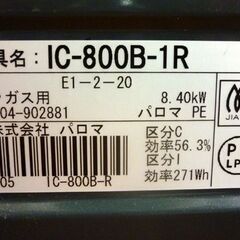 具名：IC-800B-1R
E1-2-20
ガス用 8.40kW
04-902881 パロマ PE
株式会社 パロマ
区分C
効率56.3%
区分I
効率271Wh
05 IC-800B-R
JIA
P
LP